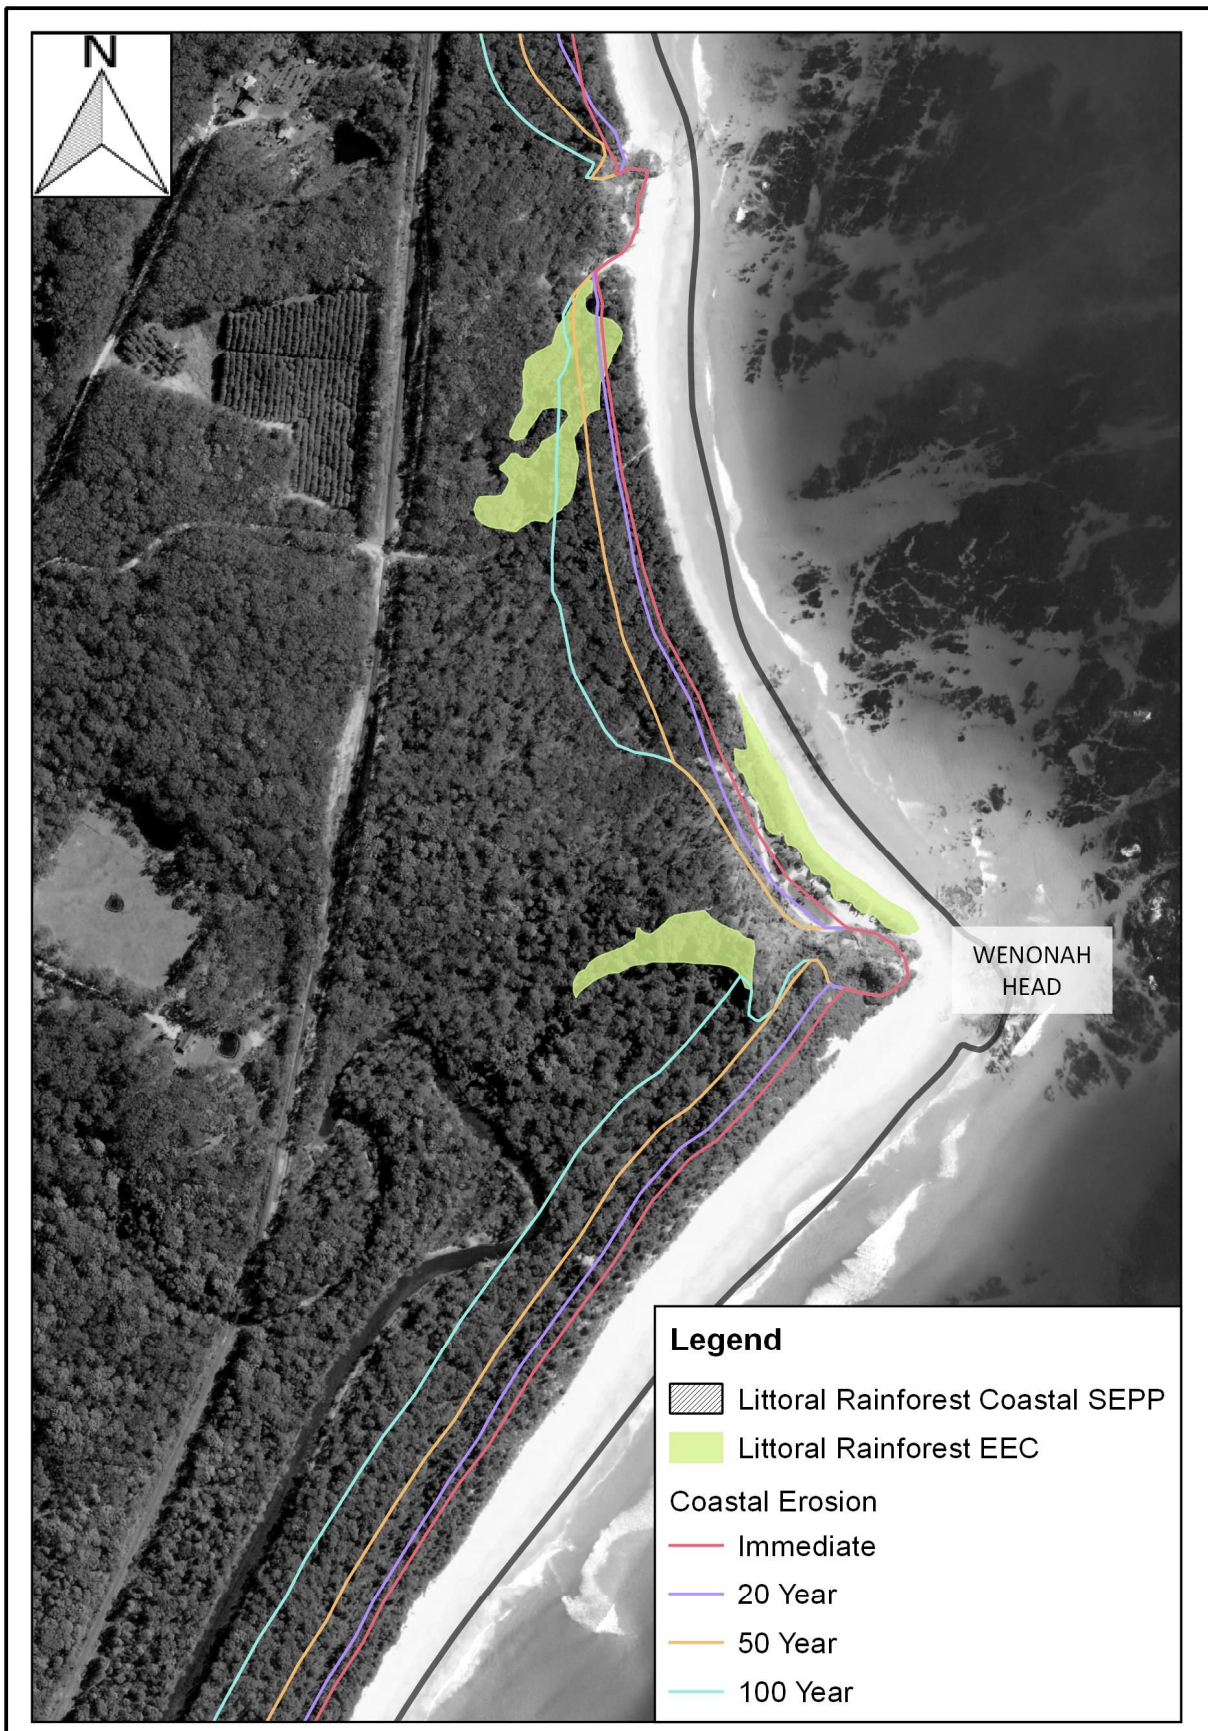 N
WENONAH
HEAD
Legend
Littoral Rainforest Coastal SEPP
Littoral Rainforest EEC
Coastal Erosion
Immediate
20 Year
50 Year
100 Year